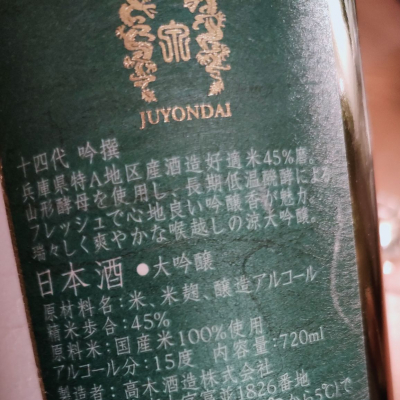 JUYONDAI
十四代 吟撰
兵庫県特A地区産酒造好適米45%磨。
山形酵母を使用し、長期低温醗酵による
フレッシュで心地良い吟醸香が魅力。
瑞々しく爽やかな喉越しの涼大吟醸。
日本酒 ●大吟醸
原材料名：米、米麹、醸造アルコール
精米歩合：45%
原料米：国産米100%使用
アルコール分：15度 内容量：720ml
製造者：高木酒造株式会社
1826番地
から5℃)で